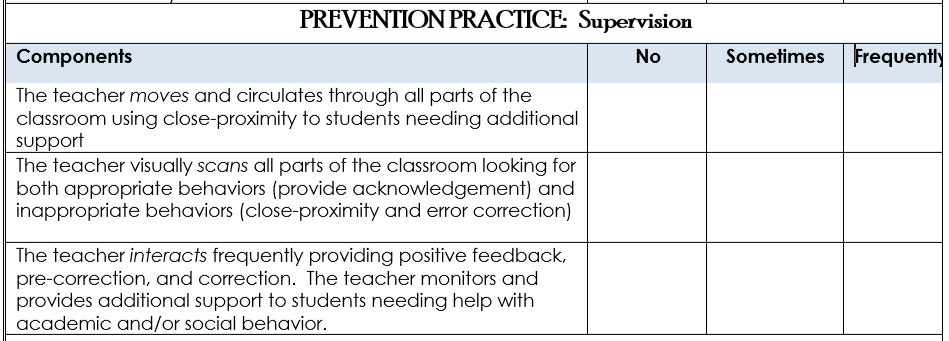 PREVENTION PRACTICE: Supervision
Components No Sometimes Frequently
The teacher moves and circulates through all parts of the
classroom using close-proximity to students needing additional
support
The teacher visually scans all parts of the classroom looking for
both appropriate behaviors (provide acknowledgement) and
inappropriate behaviors (close-proximity and error correction)
The teacher interacts frequently providing positive feedback,
pre-correction, and correction.  The teacher monitors and
provides additional support to students needing help with
academic and/or social behavior.